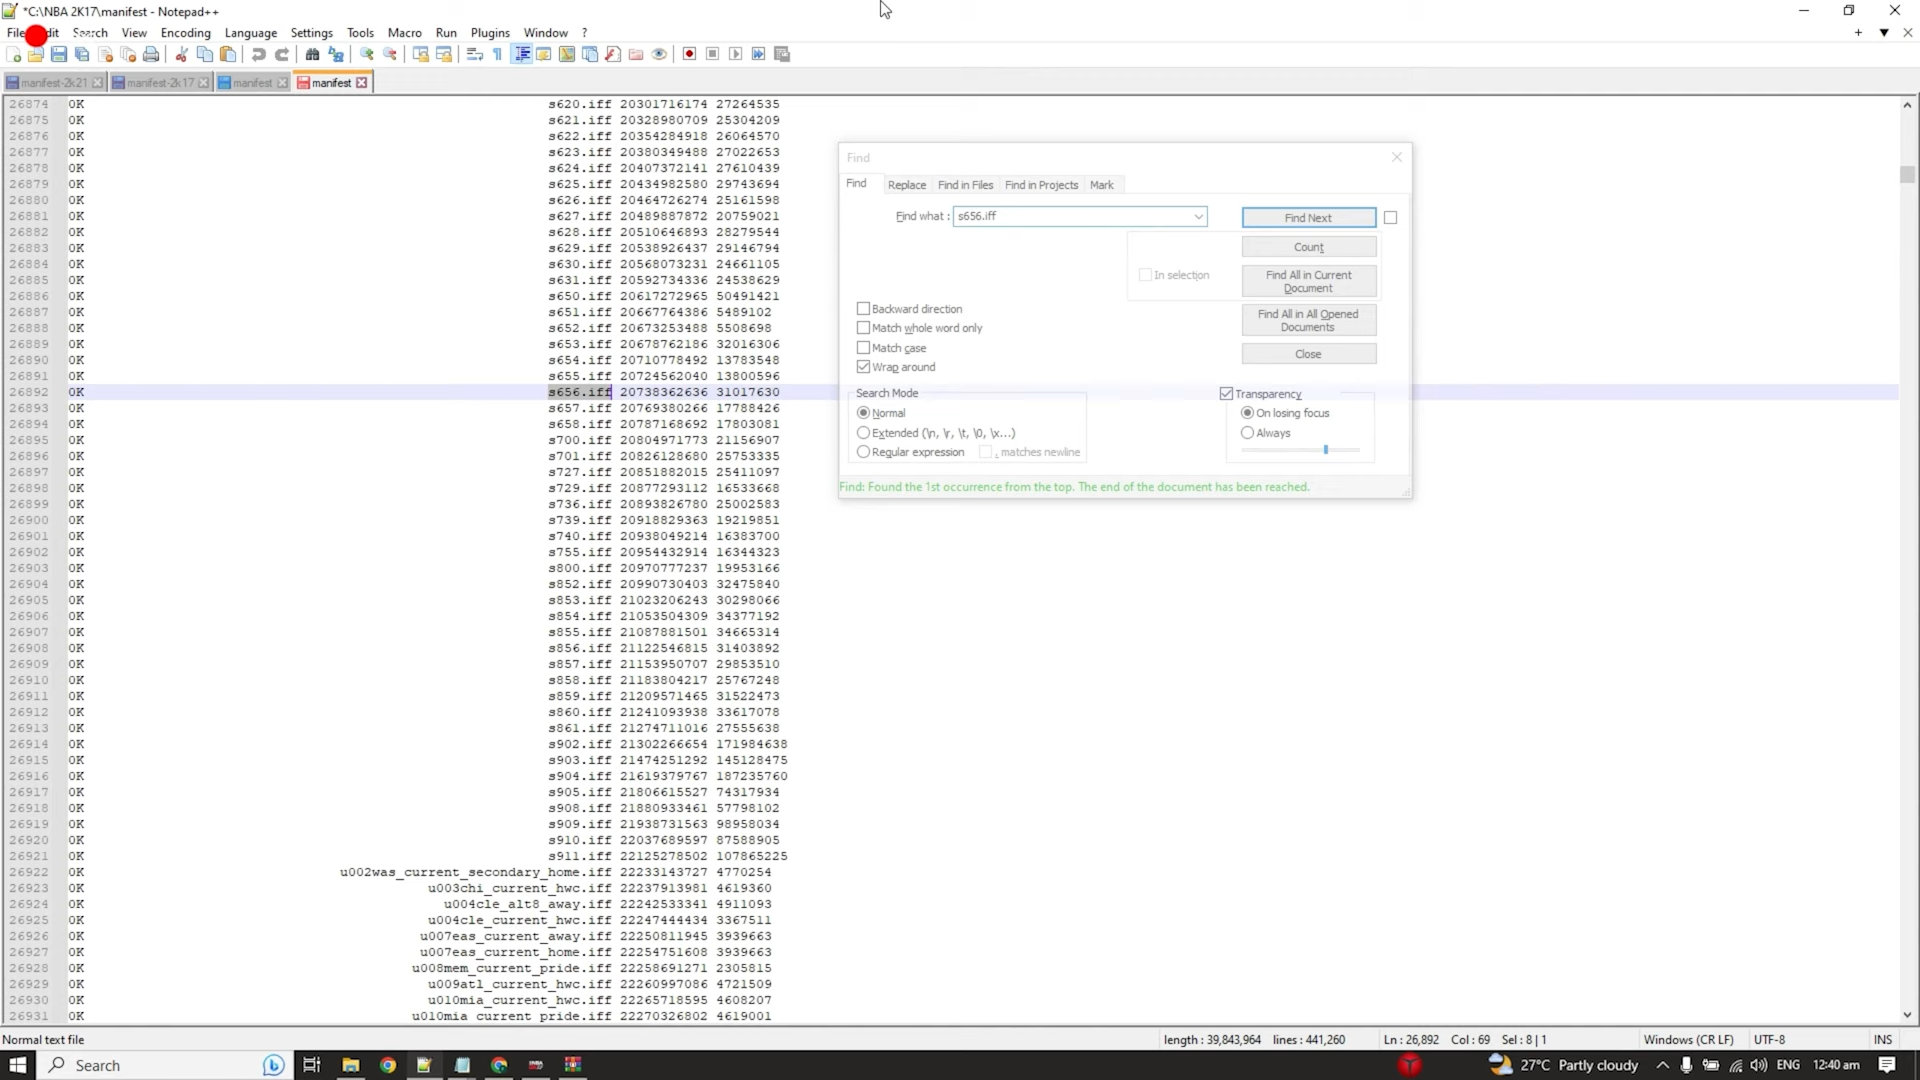 *C:\NBA 2K17\manifest - Notepad++
Search View Encoding Language Settings Tools Macro Run Plugins Window ?
manifest-2k21 manifest-2k17 manifest manifest
26874 OK s620.iff 20301716174 27264535
26875 OK s621.iff 20328980709 25304209
26876 OK s622.iff 20354284918 26064570
26877 OK s623.iff 20380349488 27022653
26878 OK s624.iff 20407372141 27610439
26879 OK s625.iff 20434982580 29743694
26880 OK s626.iff 20464726274 25161598
26881 OK s627.iff 20489887872 20759021
26882 OK s628.iff 20510646893 28279544
26883 OK s629.iff 20538926437 29146794
26884 OK s630.iff 20568073231 24661105
26885 OK s631.iff 20592734336 24538629
26886 OK s650.iff 20617272965 50491421
26887 OK s651.iff 20667764386 5489102
26888 OK s652.iff 20673253488 5508698
26889 OK s653.iff 20678762186 32016306
26890 OK s654.iff 20710778492 13783548
26891 OK s655.iff 20724562040 13800596
26892 OK s656.iff 20738362636 31017630
26893 OK s657.iff 20769380266 17788426
26894 OK s658.iff 20787168692 17803081
26895 OK s700.iff 20804971773 21156907
26896 OK s701.iff 20826128680 25753335
26897 OK s727.iff 20851882015 25411097
26898 OK s729.iff 20877293112 16533668
26899 OK s736.iff 20893826780 25002583
26900 OK s739.iff 20918829363 19219851
26901 OK s740.iff 20938049214 16383700
26902 OK s755.iff 20954432914 16344323
26903 OK s800.iff 20970777237 19953166
26904 OK s852.iff 20990730403 32475840
26905 OK s853.iff 21023206243 30298066
26906 OK s854.iff 21053504309 34377192
26907 OK s855.iff 21087881501 34665314
26908 OK s856.iff 21122546815 31403892
26909 OK s857.iff 21153950707 29853510
26910 OK s858.iff 21183804217 25767248
26911 OK s859.iff 21209571465 31522473
26912 OK s860.iff 21241093938 33617078
26913 OK s861.iff 21274711016 27555638
26914 OK s902.iff 21302266654 171984638
26915 OK s903.iff 21474251292 145128475
26916 OK s904.iff 21619379767 187235760
26917 OK s905.iff 21806615527 74317934
26918 OK s908.iff 21880933461 57798102
26919 OK s909.iff 21938731563 98958034
26920 OK s910.iff 22037689597 87588905
26921 OK s911.iff 22125278502 107865225
26922 OK u002was_current_secondary_home.iff 22233143727 4770254
26923 OK u003chi_current_hwc.iff 22237913981 4619360
26924 OK u004cle_alt8_away.iff 22242533341 4911093
26925 OK u004cle_current_hwc.iff 22247444434 3367511
26926 OK u007eas_current_away.iff 22250811945 3939663
26927 OK u007eas_current_home.iff 22254751608 3939663
26928 OK u008mem_current_pride.iff 22258691271 2305815
26929 OK u009atl_current_hwc.iff 22260997086 4721509
26930 OK u010mia_current_hwc.iff 22265718595 4608207
26931 OK u010mia_current_pride.iff 22270326802 4619001
Find
Find Replace Find in Files Find in Projects Mark
Find what : s656.iff Find Next
Count
In selection Find All in Current
Document
Backward direction Find All in All Opened
Match whole word only Documents
Match case Close
Wrap around
Search Mode Transparency
Normal On losing focus
Extended (\n, \r, \t, \0, \x...) Always
Regular expression . matches newline
Find: Found the 1st occurrence from the top. The end of the document has been reached.
Normal text file length : 39,843,964 lines : 441,260 Ln : 26,892 Col : 69 Sel : 8 | 1 Windows (CR LF) UTF-8 INS
Search 27°C Partly cloudy ENG 12:40 am